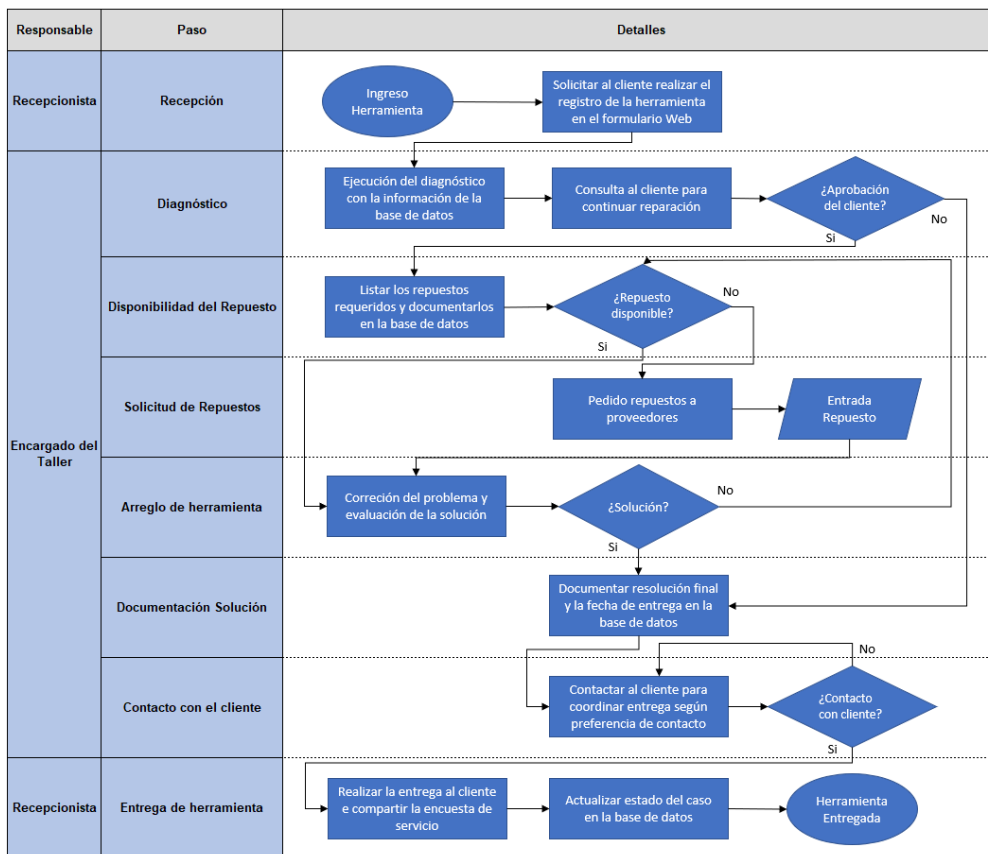 Responsable
Paso
Detalles
Recepcionista
Recepción
Ingreso
Herramienta
Solicitar al cliente realizar el
registro de la herramienta
en el formulario Web
Encargado del
Taller
Diagnóstico
Ejecución del diagnóstico
con la información de la
base de datos
Consulta al cliente para
continuar reparación
¿Aprobación
del cliente?
No
Si
Disponibilidad del Repuesto
Listar los repuestos
requeridos y documentarlos
en la base de datos
¿Repuesto
disponible?
No
Si
Solicitud de Repuestos
Pedido repuestos a
proveedores
Entrada
Repuesto
Arreglo de herramienta
Correción del problema y
evaluación de la solución
¿Solución?
No
Si
Documentación Solución
Documentar resolución final
y la fecha de entrega en la
base de datos
Contacto con el cliente
Contactar al cliente para
coordinar entrega según
preferencia de contacto
¿Contacto
con cliente?
No
Si
Recepcionista
Entrega de herramienta
Realizar la entrega al cliente
e compartir la encuesta de
servicio
Actualizar estado del caso
en la base de datos
Herramienta
Entregada